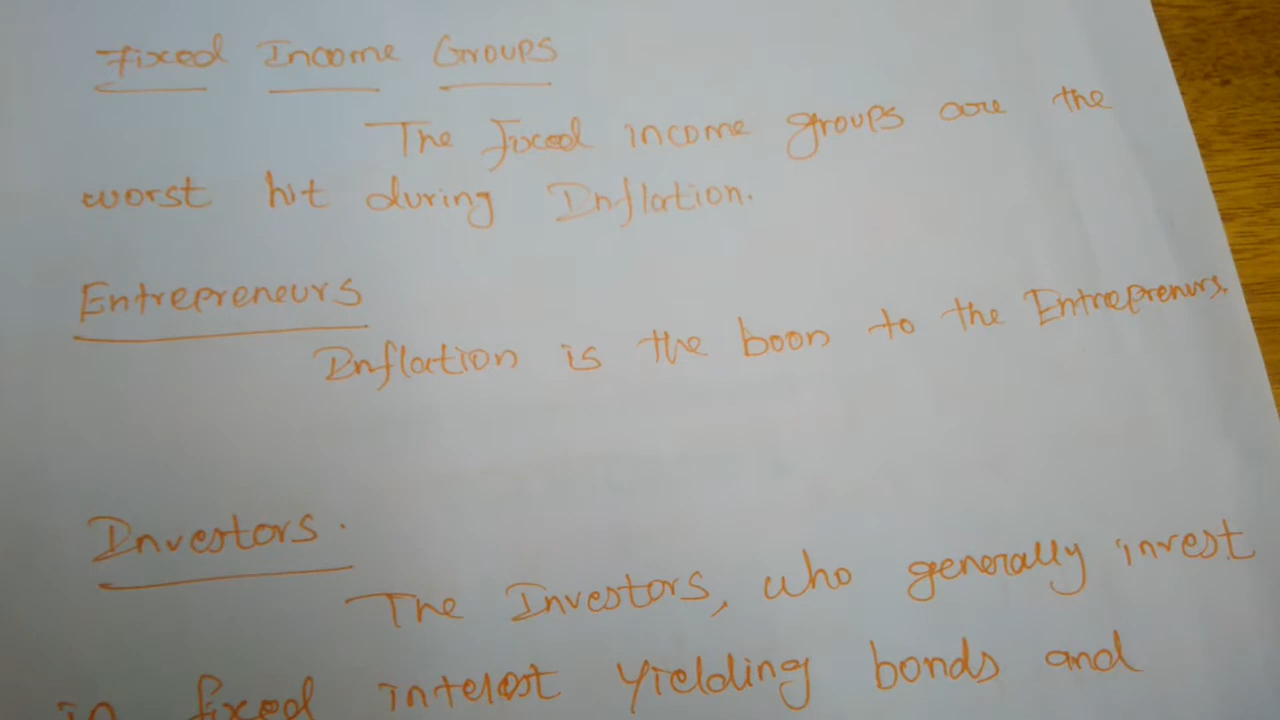 Fixed Income Groups
The Fixed income groups are the
worst hit during Inflation.
Entrepreneurs
Inflation is the boon to the Entreprenurs.
Investors.
The Investors, who generally invest
in fixed interest yielding bonds and